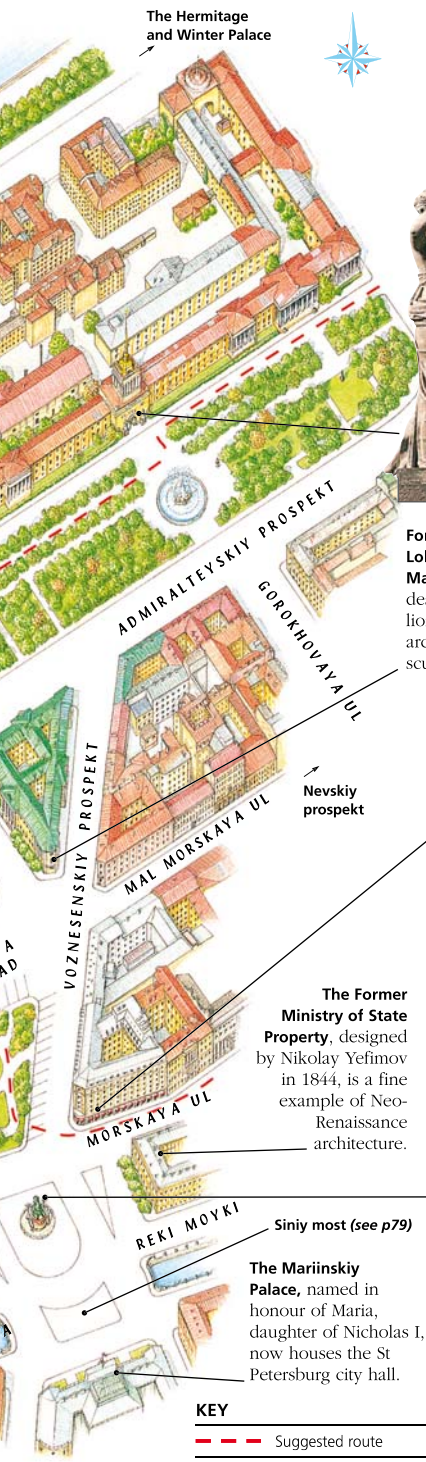 The Hermitage
and Winter Palace
ADMIRALTEYSKIY PROSPEKT
GOROKHOVAYA UL
VOZNESENSKIY PROSPEKT
MAL MORSKAYA UL
Nevskiy
prospekt
A
AD
The Former
Ministry of State
Property, designed
by Nikolay Yefimov
in 1844, is a fine
example of Neo-
Renaissance
architecture.
MORSKAYA UL
REKI MOYKI
Siniy most (see p79)
The Mariinskiy
Palace, named in
honour of Maria,
daughter of Nicholas I,
now houses the St
Petersburg city hall.
A
KEY
Suggested route